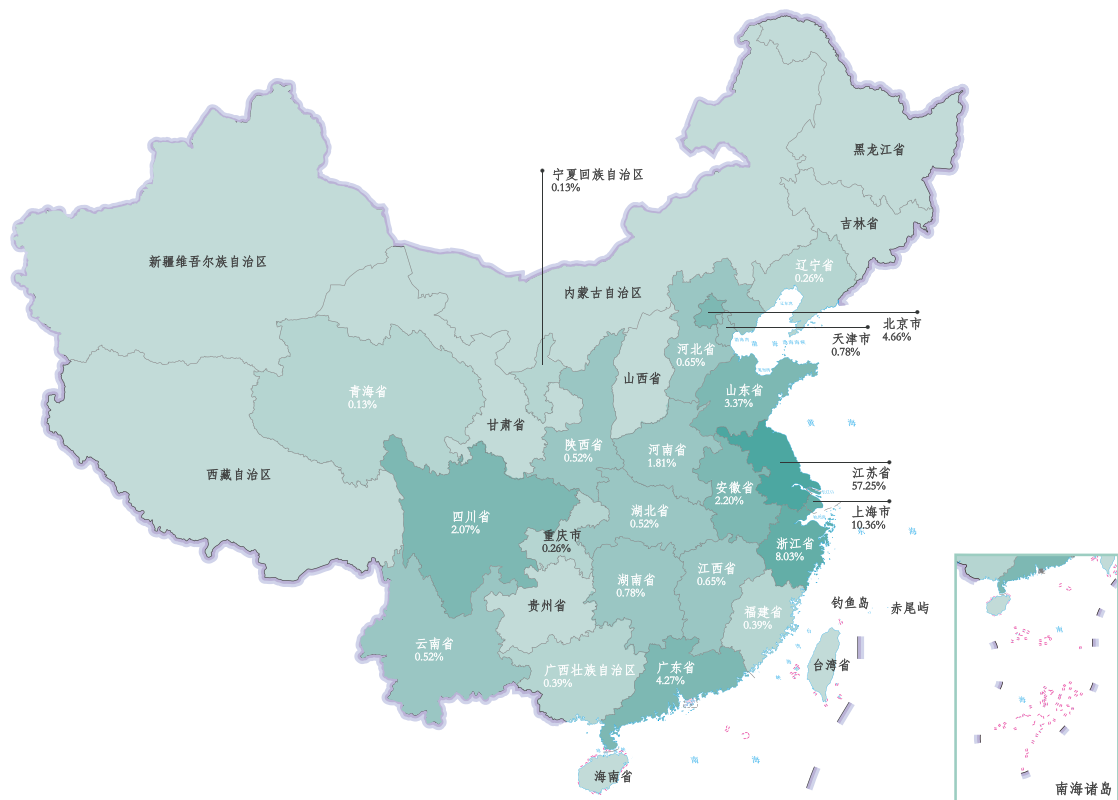 黑龙江省
宁夏回族自治区
0.13%
吉林省
新疆维吾尔族自治区
辽宁省
0.26%
内蒙古自治区
北京市
4.66%
天津市
0.78%
河北省
0.65%
山西省
山东省
3.37%
青海省
0.13%
甘肃省
黄 海
陕西省
0.52%
河南省
1.81%
西藏自治区
江苏省
57.25%
安徽省
2.20%
上海市
10.36%
四川省
2.07%
湖北省
0.52%
东 海
重庆市
0.26%
浙江省
8.03%
湖南省
0.78%
江西省
0.65%
贵州省
福建省
0.39%
钓鱼岛
赤尾屿
云南省
0.52%
广西壮族自治区
0.39%
广东省
4.27%
台湾省
南 海
海南省
南海诸岛